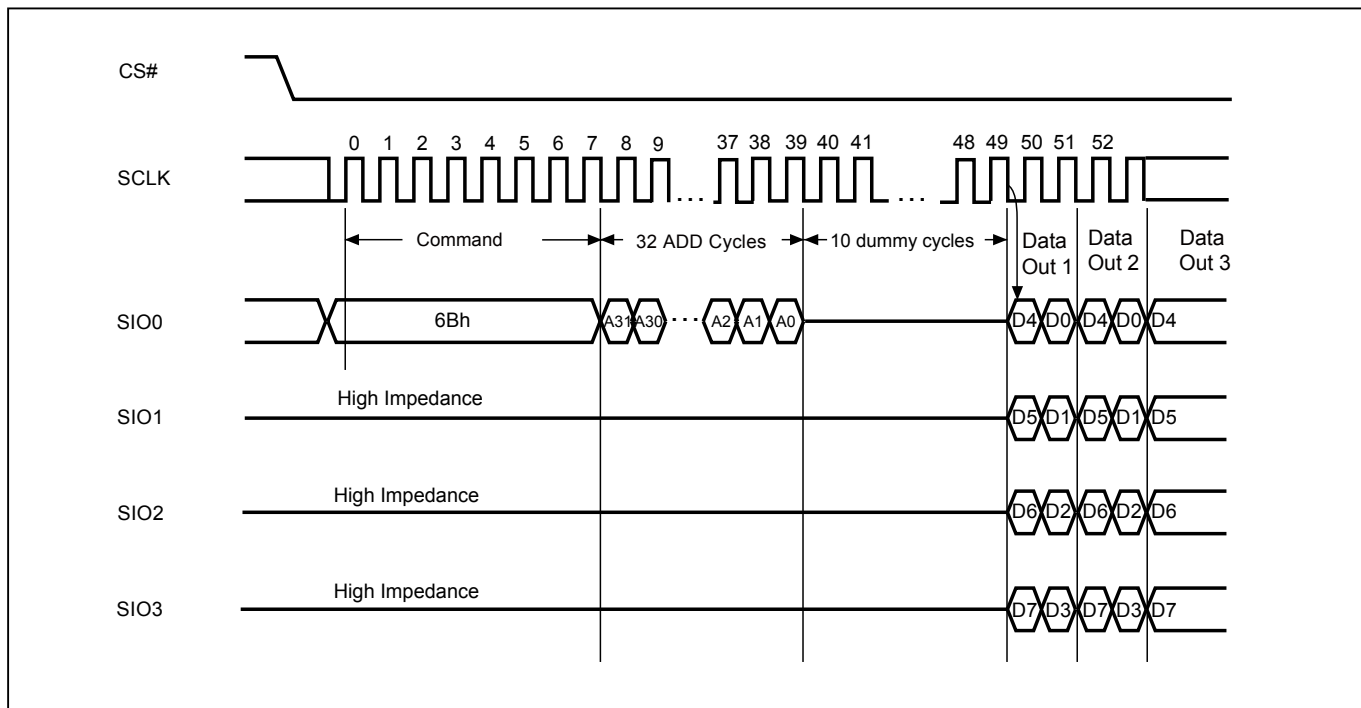 CS#
0 1 2 3 4 5 6 7 8 9 37 38 39 40 41 48 49 50 51 52
SCLK
Command 32 ADD Cycles 10 dummy cycles Data Out 1 Data Out 2 Data Out 3
SIO0 6Bh A31 A30 A2 A1 A0 D4 D0 D4 D0 D4
High Impedance
SIO1 D5 D1 D5 D1 D5
High Impedance
SIO2 D6 D2 D6 D2 D6
High Impedance
SIO3 D7 D3 D7 D3 D7